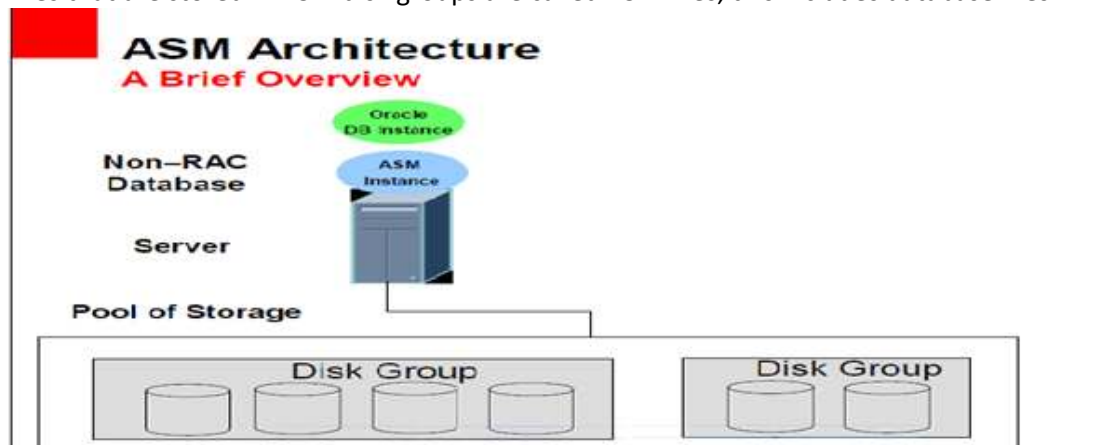 ASM Architecture
A Brief Overview
Oracle
DB Instance
Non-RAC
Database
ASM
Instance
Server
Pool of Storage
Disk Group
Disk Group